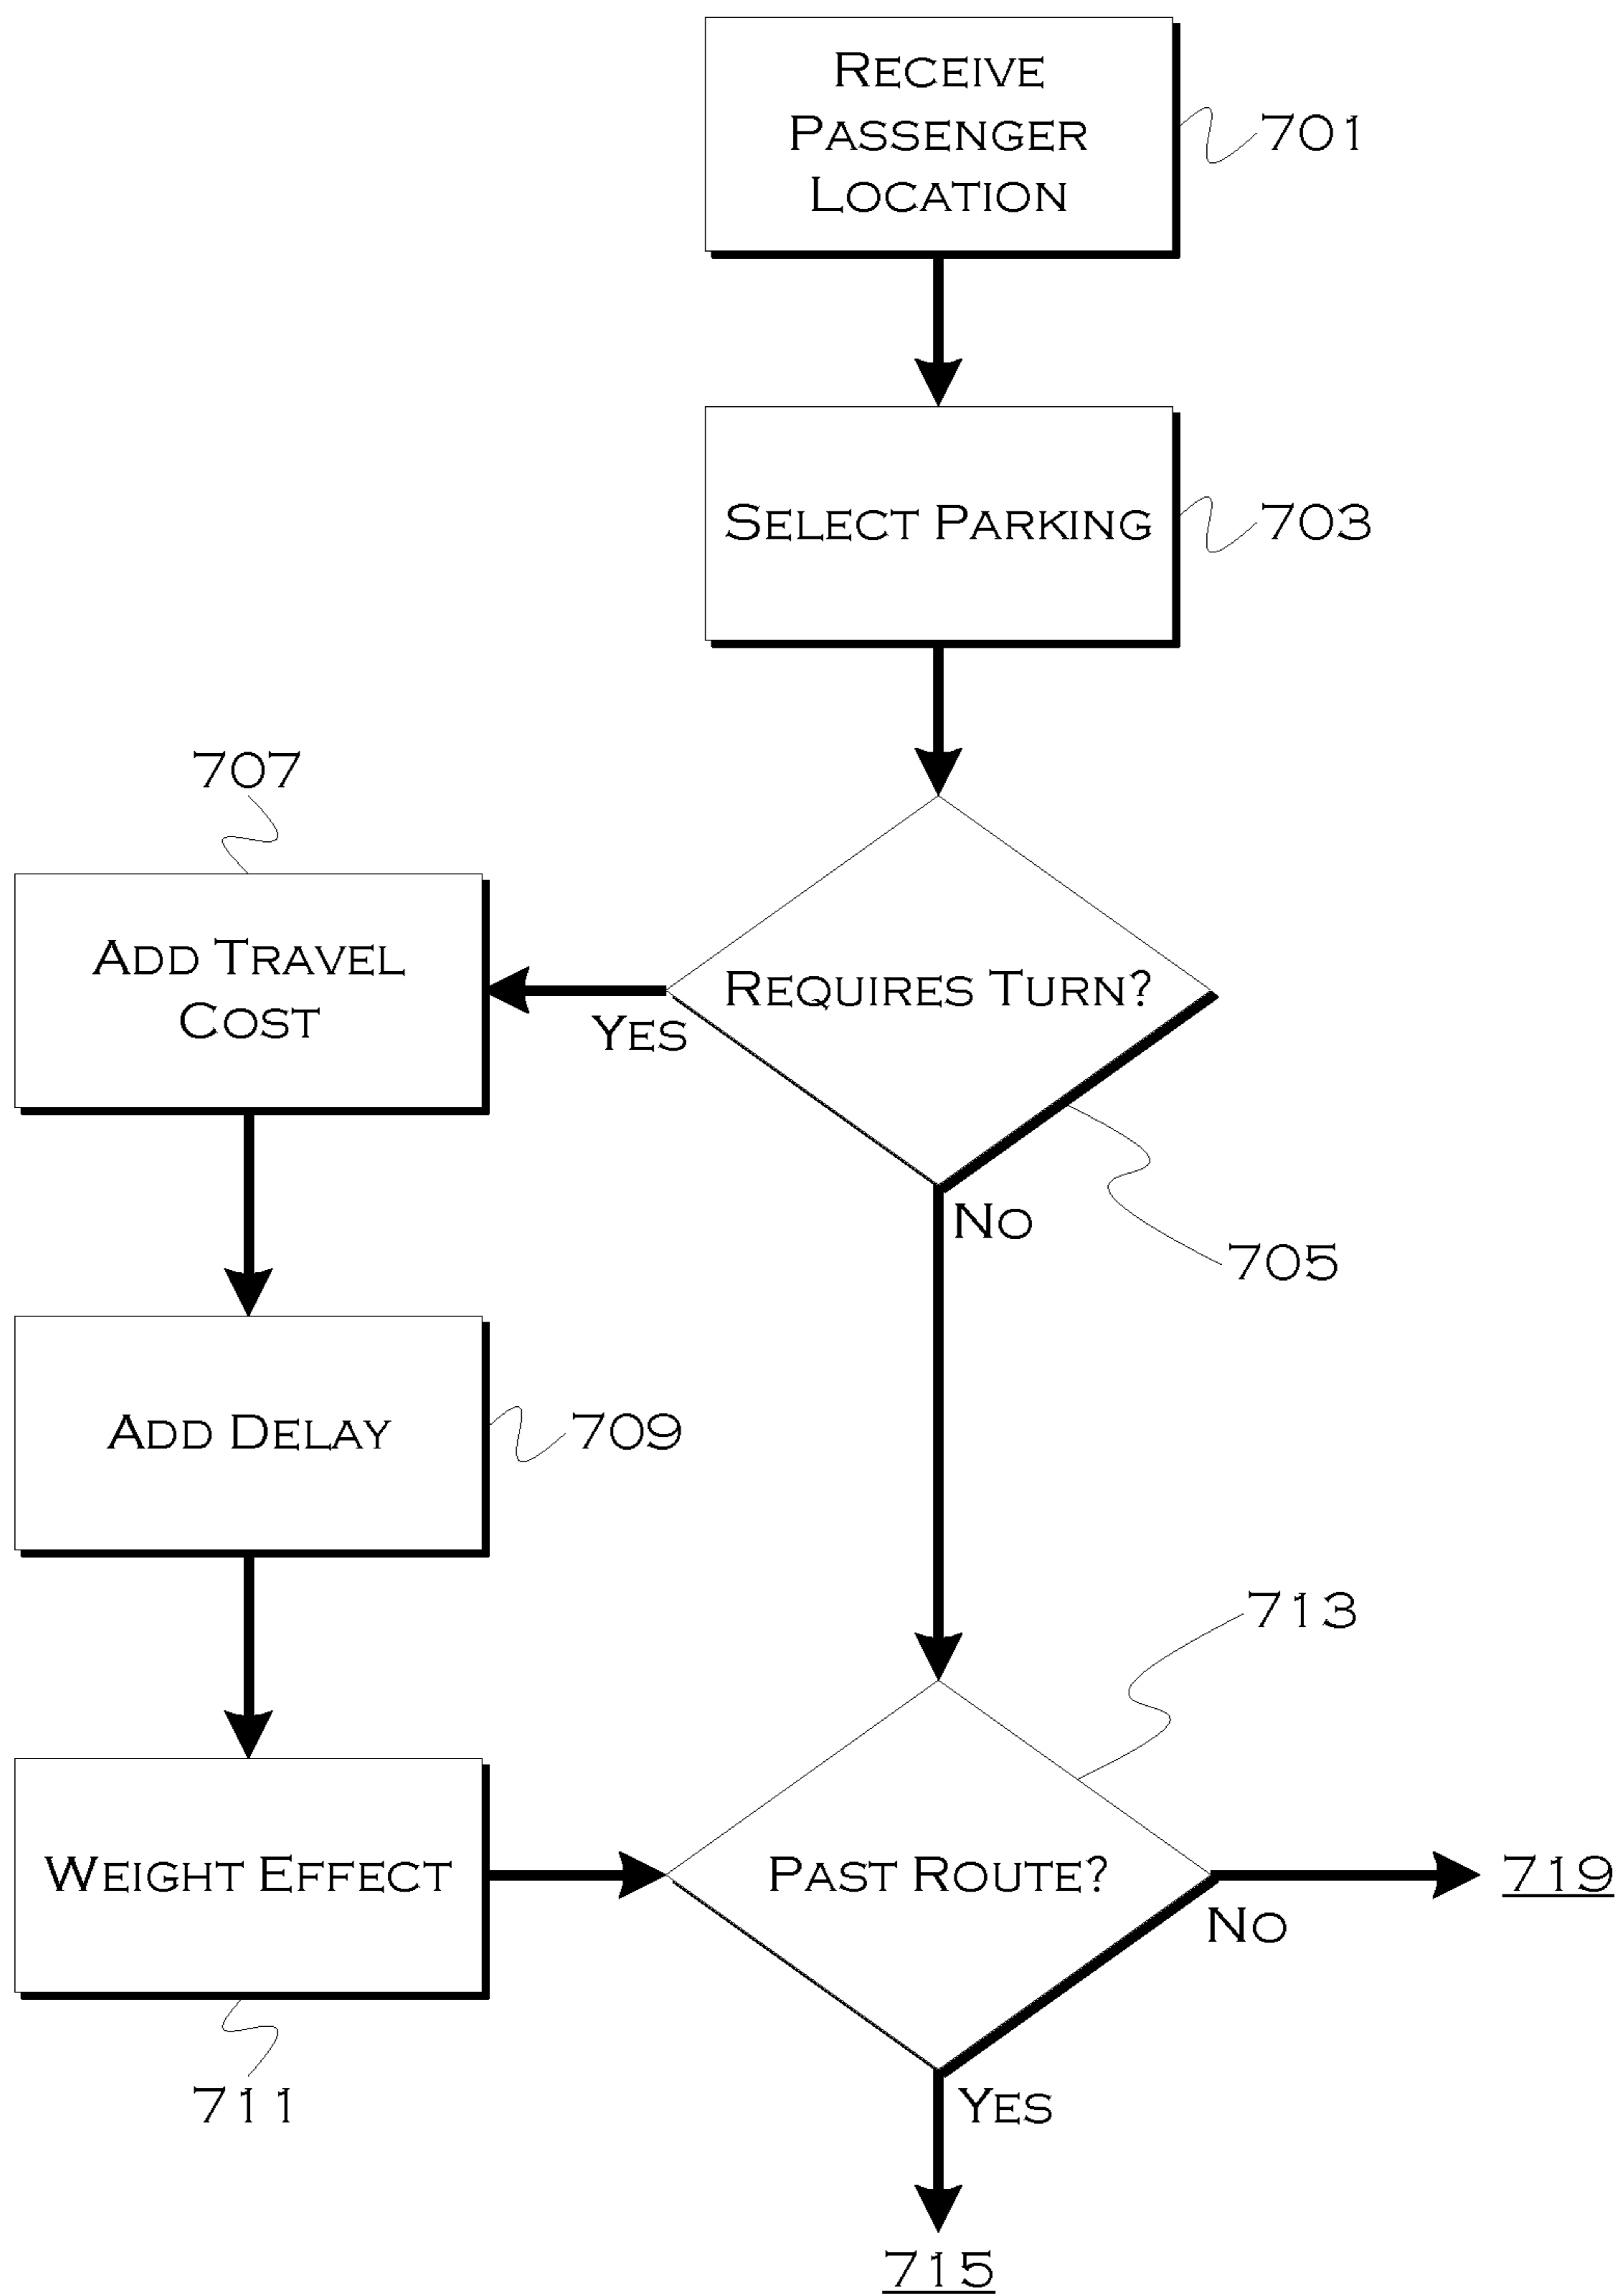 RECEIVE
PASSENGER
LOCATION
701
SELECT PARKING
703
707
ADD TRAVEL
COST
REQUIRES TURN?
YES
NO
705
ADD DELAY
709
713
WEIGHT EFFECT
PAST ROUTE?
719
NO
711
YES
715